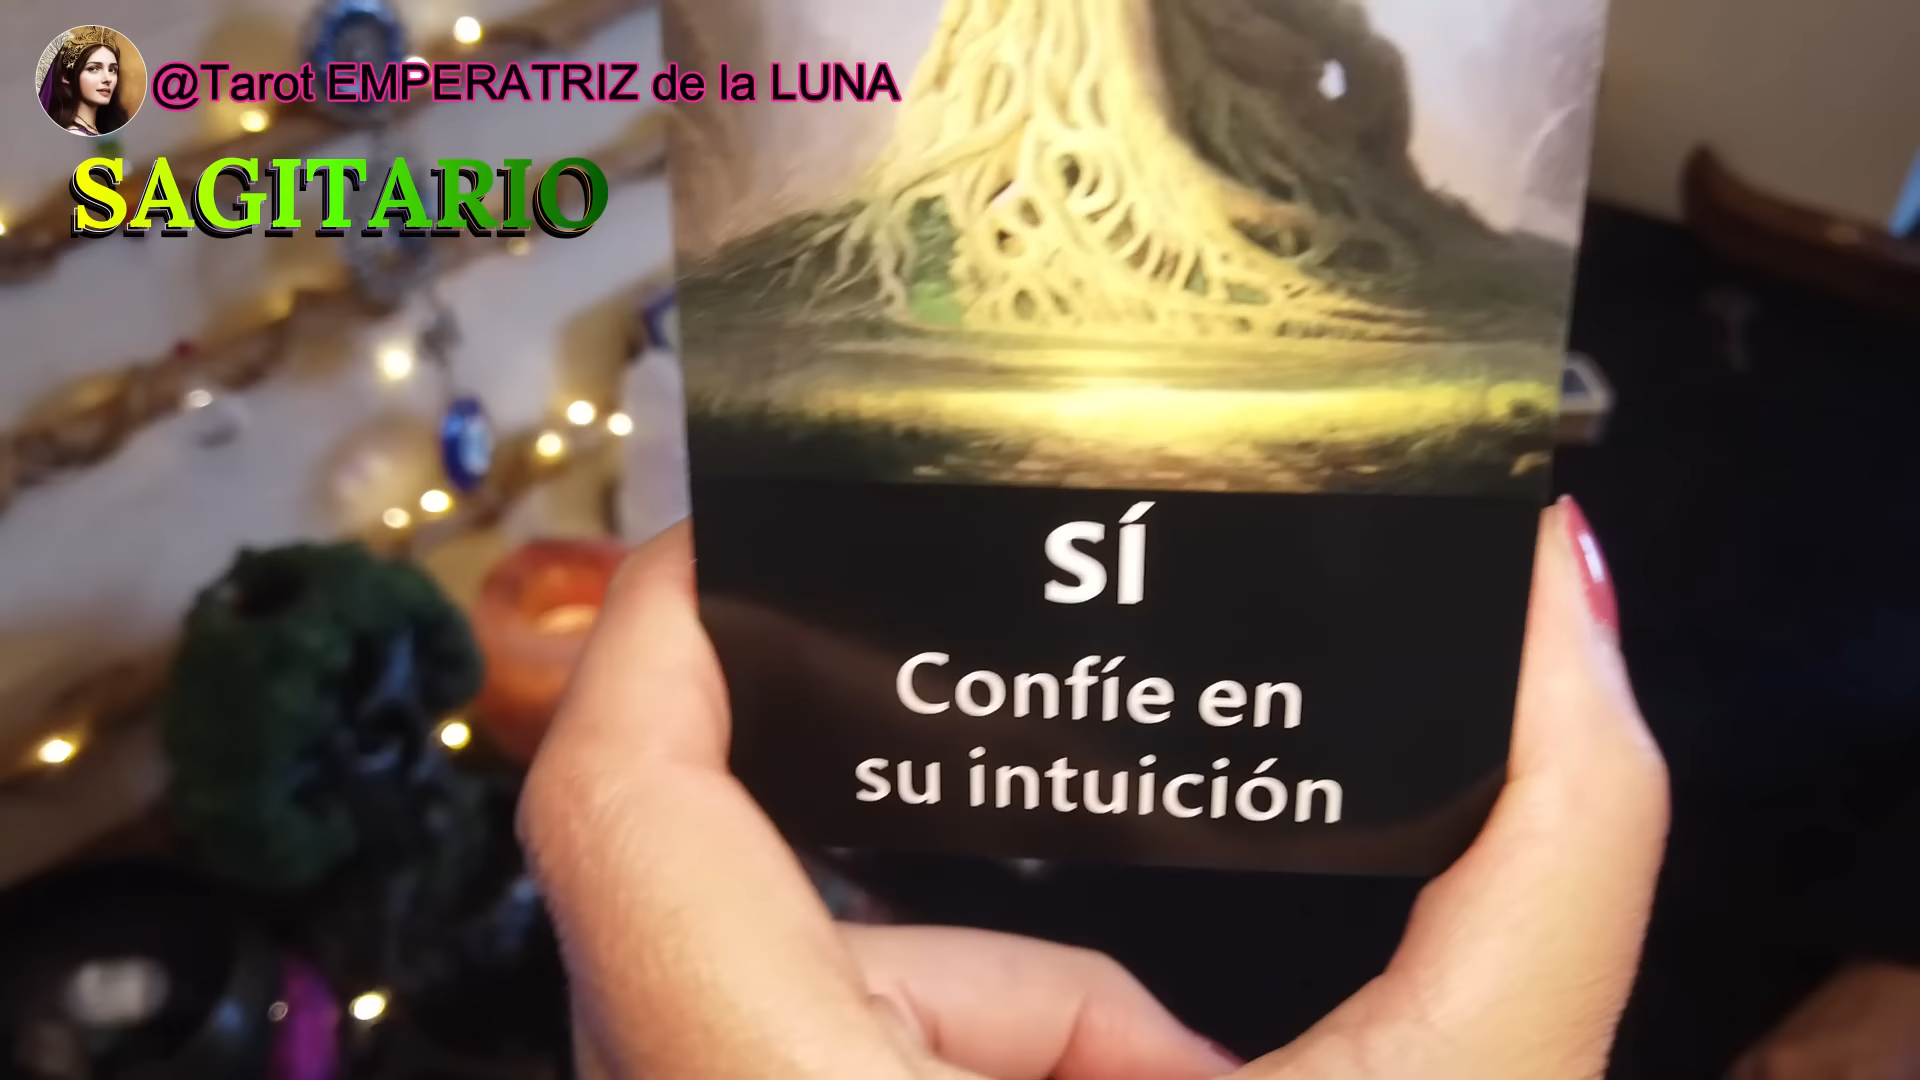 @Tarot EMPERATRIZ de la LUNA
SAGITARIO
SÍ
Confíe en
su intuición